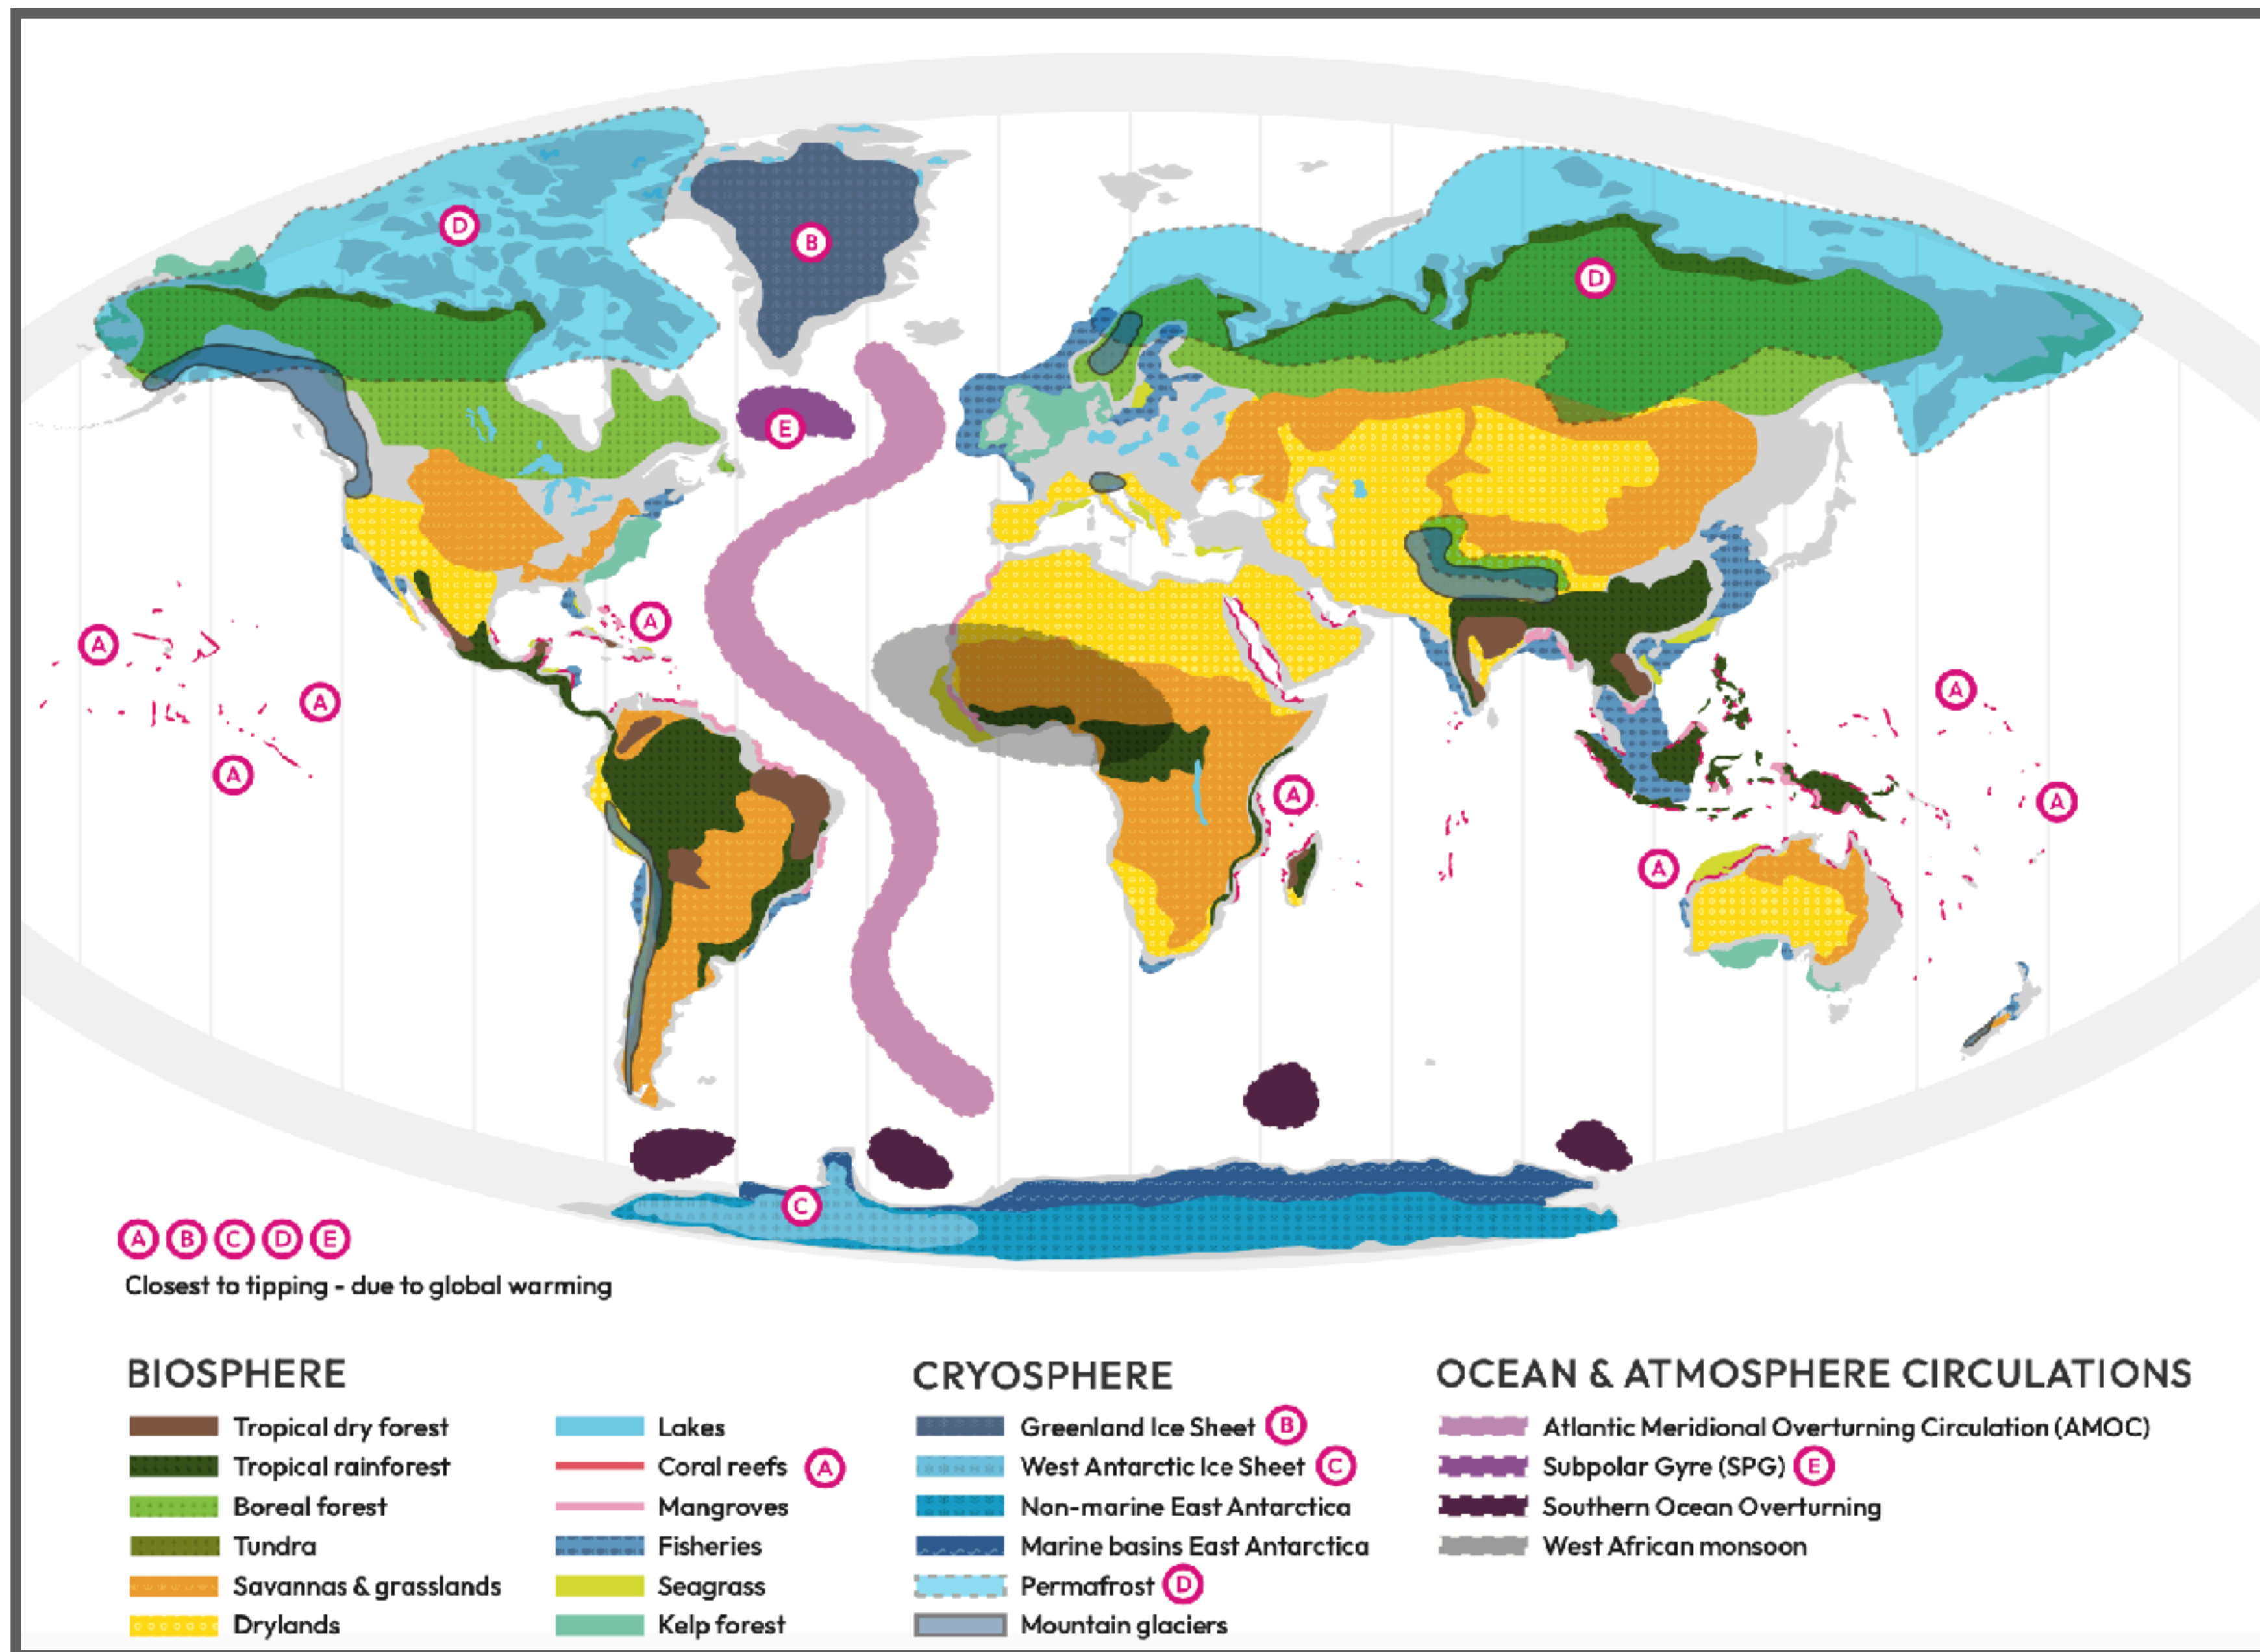 D
B
D
E
A
A
A
A
A
A
A
A
C
A B C D E
Closest to tipping - due to global warming
BIOSPHERE
Tropical dry forest
Tropical rainforest
Boreal forest
Tundra
Savannas & grasslands
Drylands
Lakes
Coral reefs A
Mangroves
Fisheries
Seagrass
Kelp forest
CRYOSPHERE
Greenland Ice Sheet B
West Antarctic Ice Sheet C
Non-marine East Antarctica
Marine basins East Antarctica
Permafrost D
Mountain glaciers
OCEAN & ATMOSPHERE CIRCULATIONS
Atlantic Meridional Overturning Circulation (AMOC)
Subpolar Gyre (SPG) E
Southern Ocean Overturning
West African monsoon